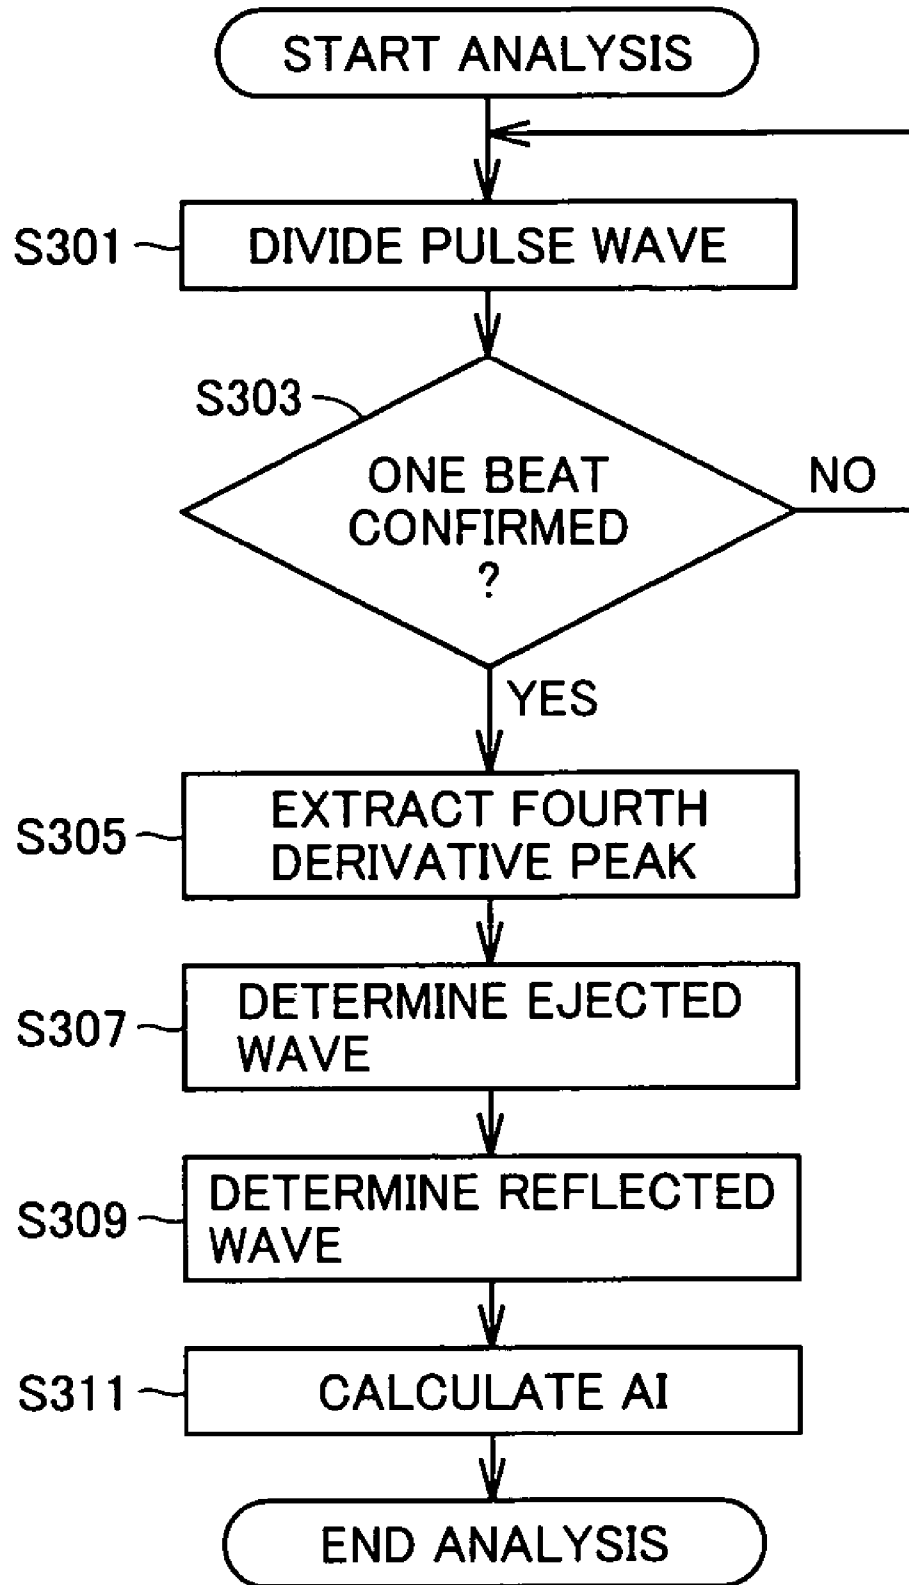 START ANALYSIS
S301
DIVIDE PULSE WAVE
S303
ONE BEAT
CONFIRMED
?
NO
YES
S305
EXTRACT FOURTH
DERIVATIVE PEAK
S307
DETERMINE EJECTED
WAVE
S309
DETERMINE REFLECTED
WAVE
S311
CALCULATE AI
END ANALYSIS